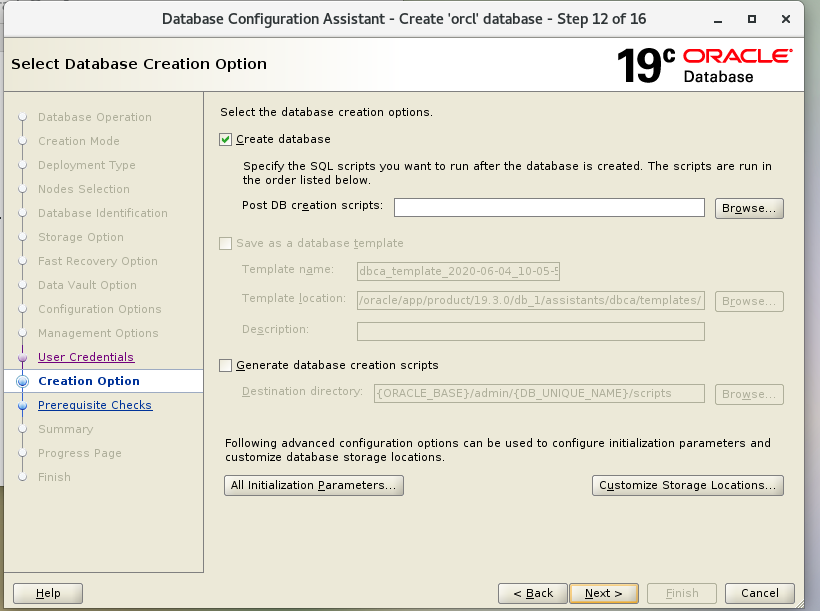 Database Configuration Assistant - Create 'orcl' database - Step 12 of 16
Select Database Creation Option
19c ORACLE
Database
Database Operation
Creation Mode
Deployment Type
Nodes Selection
Database Identification
Storage Option
Fast Recovery Option
Data Vault Option
Configuration Options
Management Options
User Credentials
Creation Option
Prerequisite Checks
Summary
Progress Page
Finish
Select the database creation options.
Create database
Specify the SQL scripts you want to run after the database is created. The scripts are run in
the order listed below.
Post DB creation scripts:
Browse...
Save as a database template
Template name: dbca_template_2020-06-04_10-05-
Template location: /oracle/app/product/19.3.0/db_1/assistants/dbca/templates/ Browse...
Description:
Generate database creation scripts
Destination directory: {ORACLE_BASE}/admin/{DB_UNIQUE_NAME}/scripts Browse...
Following advanced configuration options can be used to configure initialization parameters and
customize database storage locations.
All Initialization Parameters... Customize Storage Locations...
Help < Back Next > Finish Cancel